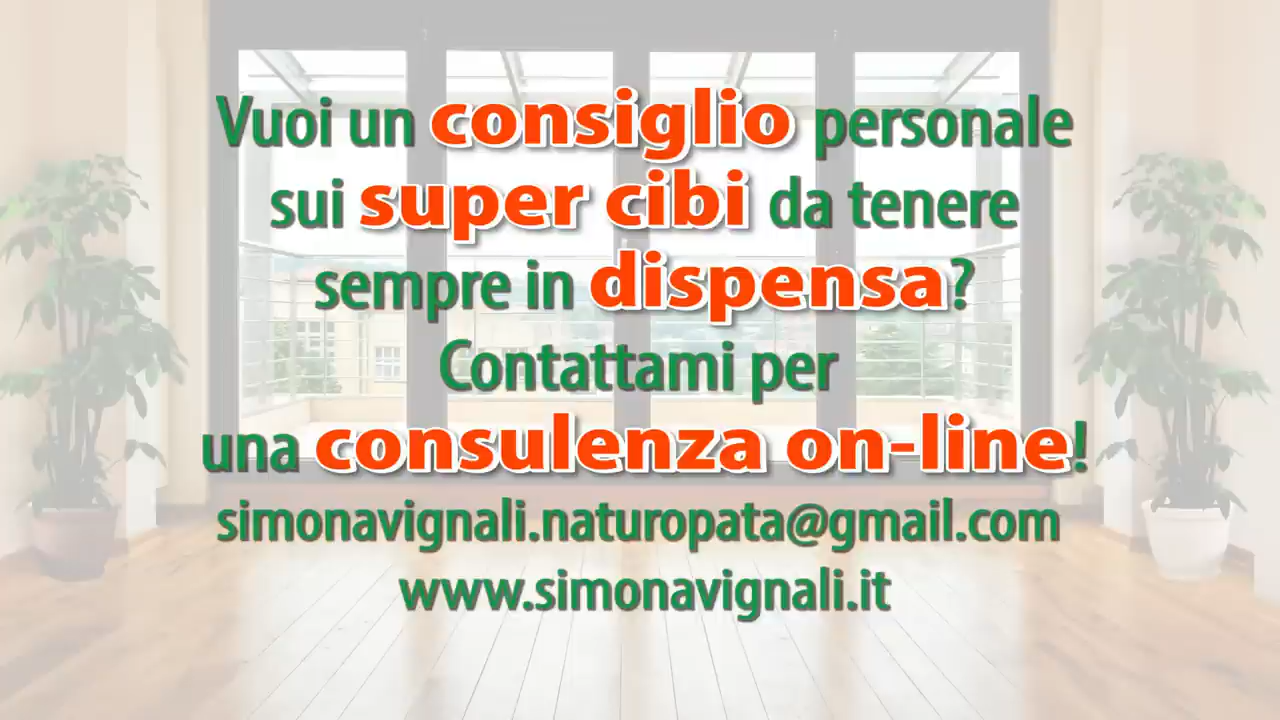 Vuoi un consiglio personale
sui super cibi da tenere
sempre in dispensa?
Contattami per
una consulenza on-line!
simonavignali.naturopata@gmail.com
www.simonavignali.it